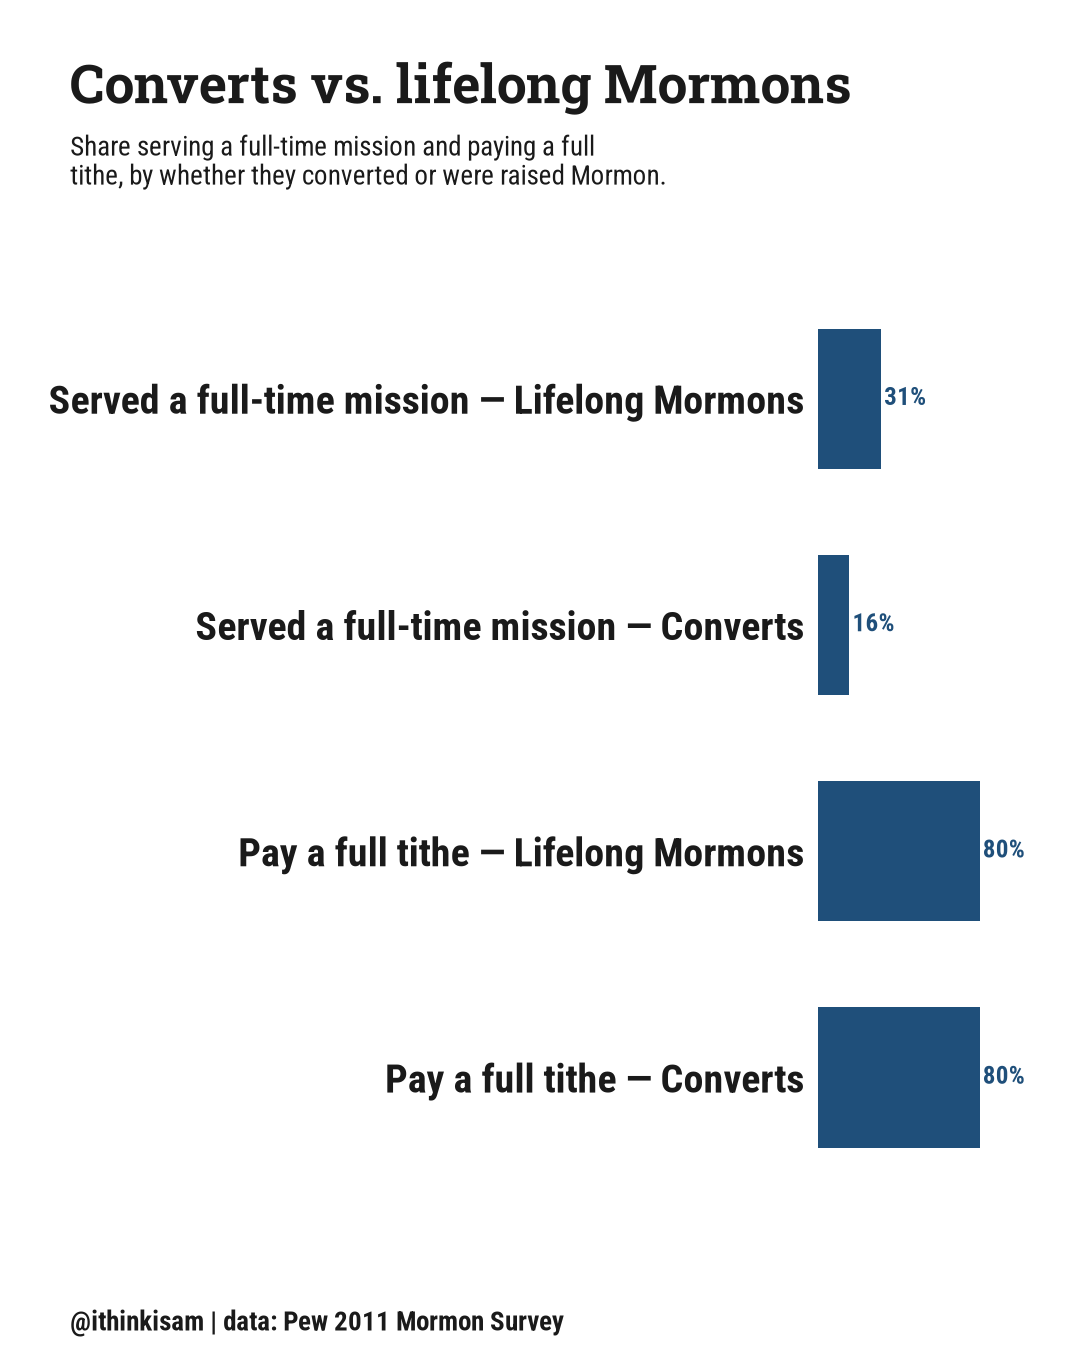 Converts vs. lifelong Mormons
Share serving a full-time mission and paying a full
tithe, by whether they converted or were raised Mormon.
Served a full-time mission — Lifelong Mormons 31%
Served a full-time mission — Converts 16%
Pay a full tithe — Lifelong Mormons 80%
Pay a full tithe — Converts 80%
@ithinkisam | data: Pew 2011 Mormon Survey